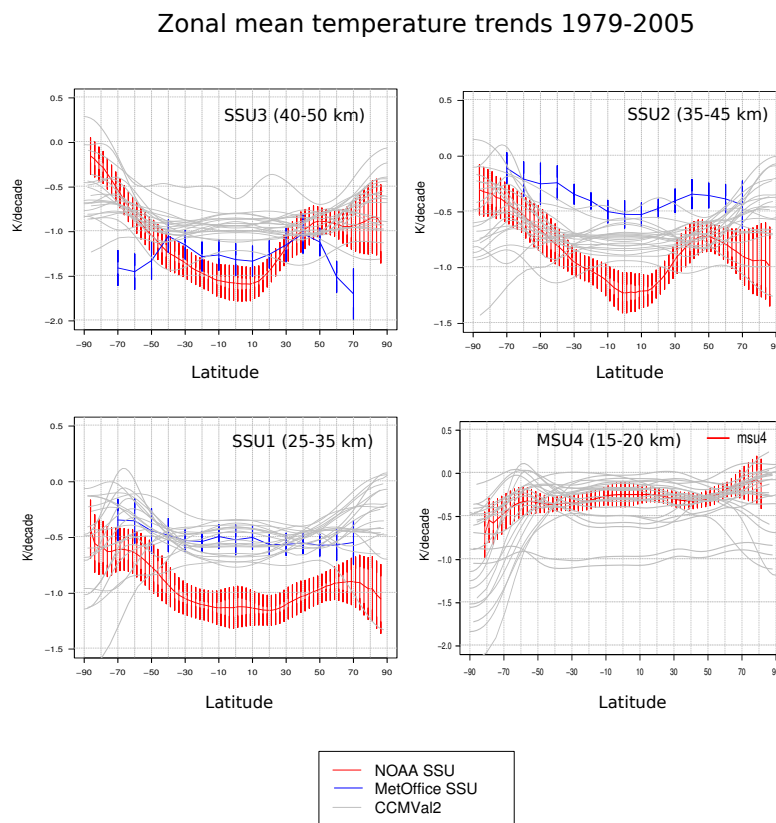 Zonal mean temperature trends 1979-2005
SSU3 (40-50 km)
0.5
0.0
−0.5
−1.0
−1.5
−2.0
K/decade
−90 −70 −50 −30 −10 10 30 50 70 90
Latitude
SSU2 (35-45 km)
0.5
0.0
−0.5
−1.0
−1.5
K/decade
−90 −70 −50 −30 −10 10 30 50 70 90
Latitude
SSU1 (25-35 km)
0.5
0.0
−0.5
−1.0
−1.5
K/decade
−90 −70 −50 −30 −10 10 30 50 70 90
Latitude
MSU4 (15-20 km)
msu4
0.5
0.0
−0.5
−1.0
−1.5
−2.0
K/decade
−90 −70 −50 −30 −10 10 30 50 70 90
Latitude
NOAA SSU
MetOffice SSU
CCMVal2